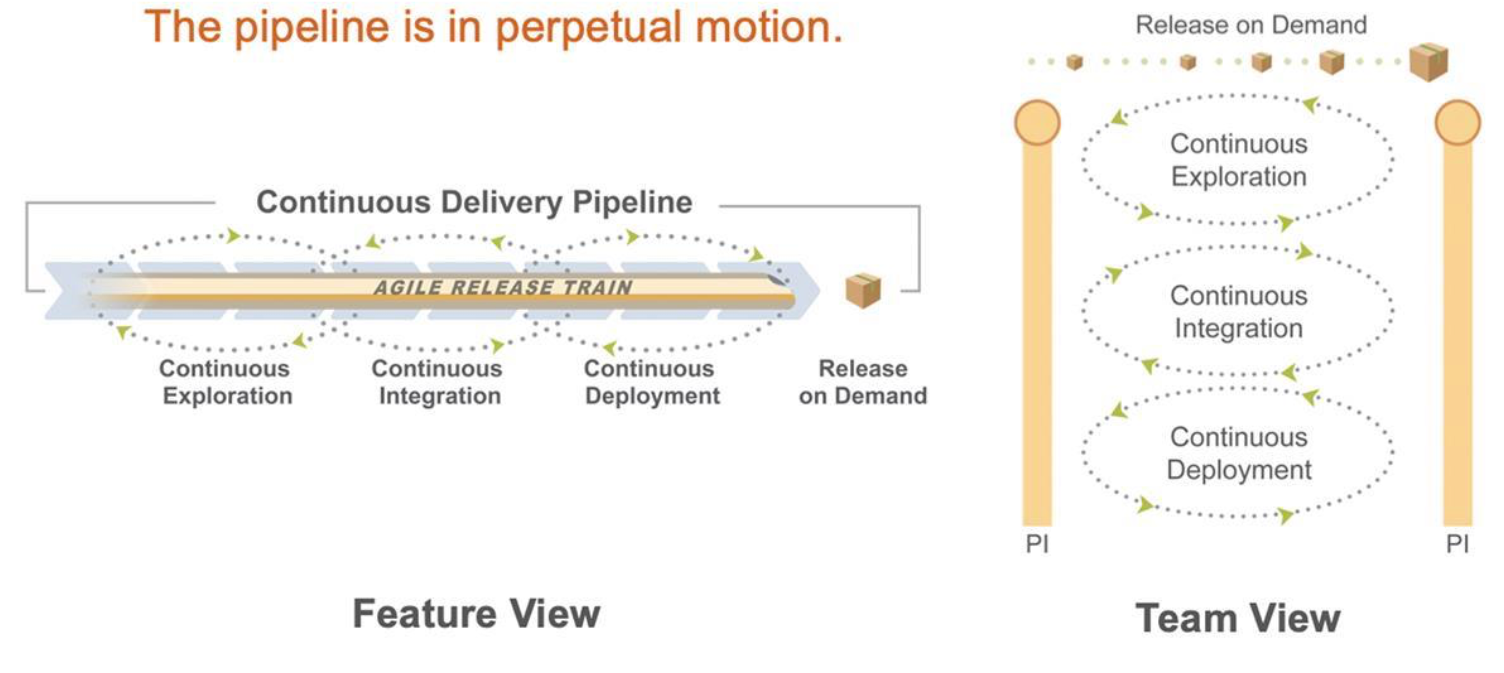 The pipeline is in perpetual motion.
Continuous Delivery Pipeline
AGILE RELEASE TRAIN
Continuous
Exploration
Continuous
Integration
Continuous
Deployment
Release
on Demand
Feature View
Release on Demand
Continuous
Exploration
Continuous
Integration
Continuous
Deployment
PI
PI
Team View